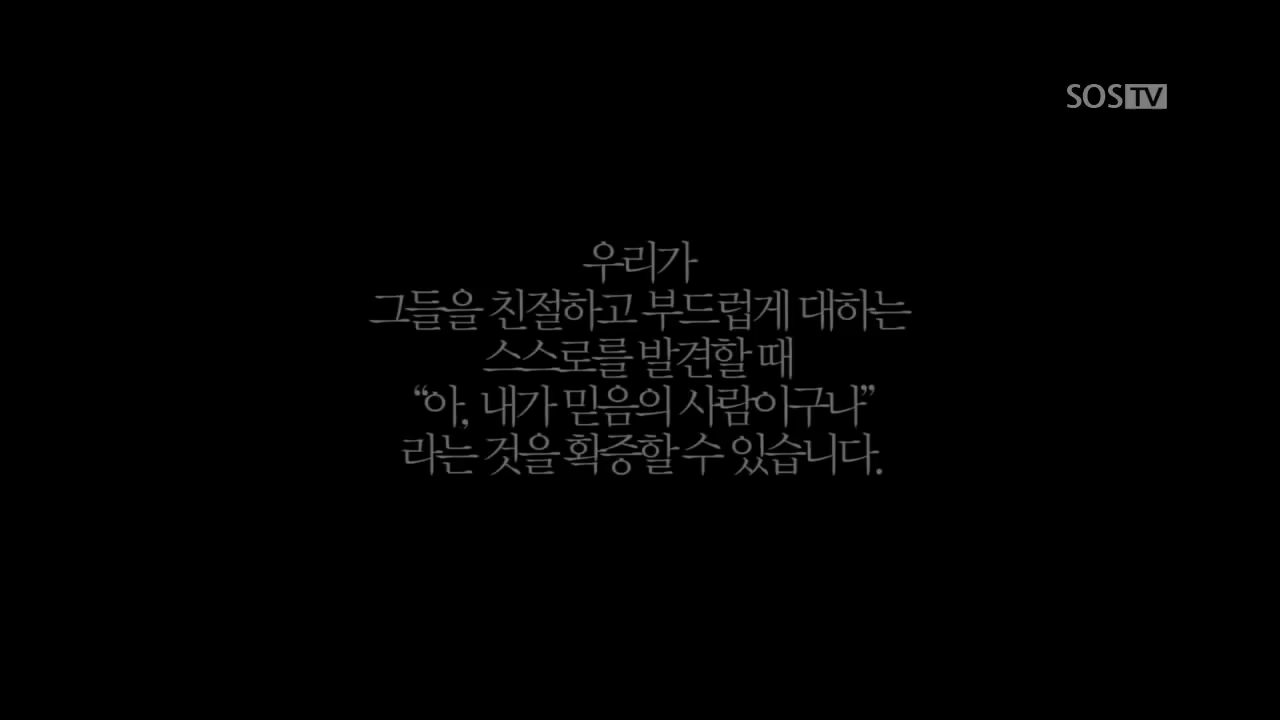 SOSTV
우리가
그들을 친절하고 부드럽게 대하는
스스로를 발견할 때
“아, 내가 믿음의 사람이구나”
라는 것을 확증할 수 있습니다.